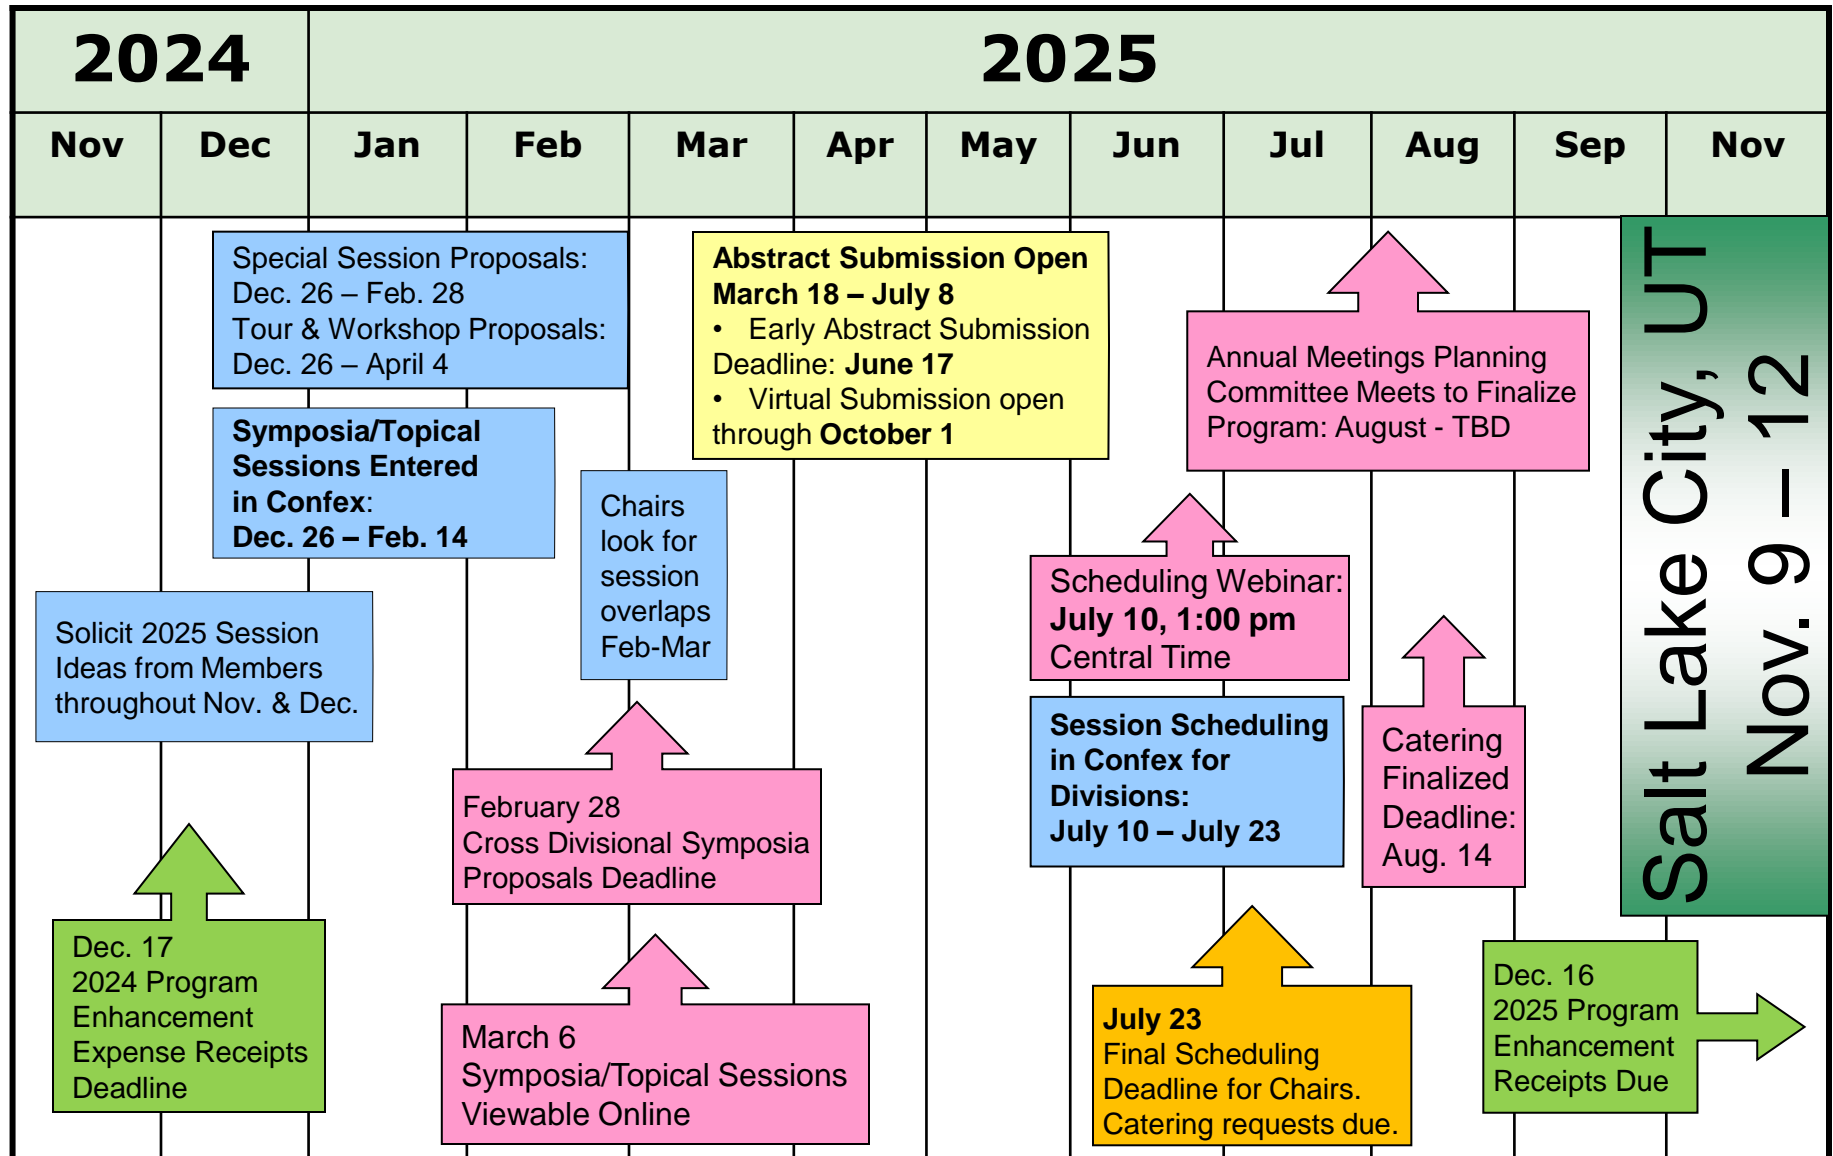 2024
2025
Nov
Dec
Jan
Feb
Mar
Apr
May
Jun
Jul
Aug
Sep
Nov
Special Session Proposals:
Dec. 26 – Feb. 28
Tour & Workshop Proposals:
Dec. 26 – April 4
Symposia/Topical
Sessions Entered
in Confex:
Dec. 26 – Feb. 14
Solicit 2025 Session
Ideas from Members
throughout Nov. & Dec.
Dec. 17
2024 Program
Enhancement
Expense Receipts
Deadline
Chairs
look for
session
overlaps
Feb-Mar
February 28
Cross Divisional Symposia
Proposals Deadline
March 6
Symposia/Topical Sessions
Viewable Online
Abstract Submission Open
March 18 – July 8
• Early Abstract Submission
Deadline: June 17
• Virtual Submission open
through October 1
Annual Meetings Planning
Committee Meets to Finalize
Program: August - TBD
Scheduling Webinar:
July 10, 1:00 pm
Central Time
Session Scheduling
in Confex for
Divisions:
July 10 – July 23
Catering
Finalized
Deadline:
Aug. 14
July 23
Final Scheduling
Deadline for Chairs.
Catering requests due.
Dec. 16
2025 Program
Enhancement
Receipts Due
Salt Lake City, UT
Nov. 9 – 12